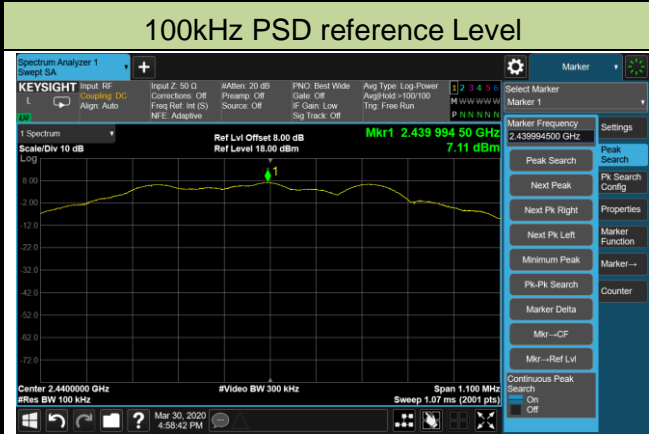 100kHz PSD reference Level
Spectrum Analyzer 1
Swept SA
KEYSIGHT
L
LXI
Input: RF
Coupling: DC
Align: Auto
Input Z: 50 Ω
Corrections: Off
Freq Ref: Int (S)
NFE: Adaptive
#Atten: 20 dB
Preamp: Off
Source: Off
PNO: Best Wide
Gate: Off
IF Gain: Low
Sig Track: Off
Avg Type: Log-Power
Avg|Hold:>100/100
Trig: Free Run
1 2 3 4 5 6
M W W W W W
P N N N N N
1 Spectrum
Scale/Div 10 dB
Log
Ref Lvl Offset 8.00 dB
Ref Level 18.00 dBm
Mkr1 2.439 994 50 GHz
7.11 dBm
1
8.00
-2.00
-12.0
-22.0
-32.0
-42.0
-52.0
-62.0
-72.0
Center 2.4400000 GHz
#Res BW 100 kHz
#Video BW 300 kHz
Span 1.100 MHz
Sweep 1.07 ms (2001 pts)
Mar 30, 2020
4:58:42 PM
Marker
Select Marker
Marker 1
Marker Frequency
2.439994500 GHz
Peak Search
Next Peak
Next Pk Right
Next Pk Left
Minimum Peak
Pk-Pk Search
Marker Delta
Mkr→CF
Mkr→Ref Lvl
Continuous Peak
Search
On
Off
Settings
Peak
Search
Pk Search
Config
Properties
Marker
Function
Marker→
Counter